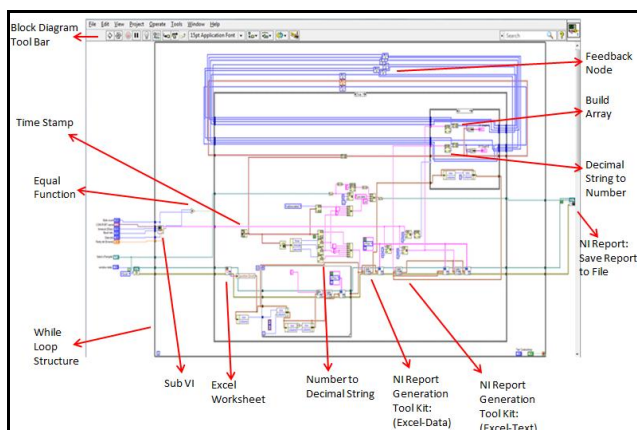 File Edit View Project Operate Tools Window Help
15pt Application Font
Search
Block Diagram
Tool Bar
Time Stamp
Equal
Function
While
Loop
Structure
Sub VI
Excel
Worksheet
Number to
Decimal String
NI Report
Generation
Tool Kit:
(Excel-Data)
NI Report
Generation
Tool Kit:
(Excel-Text)
Feedback
Node
Build
Array
Decimal
String to
Number
NI Report:
Save Report
to File